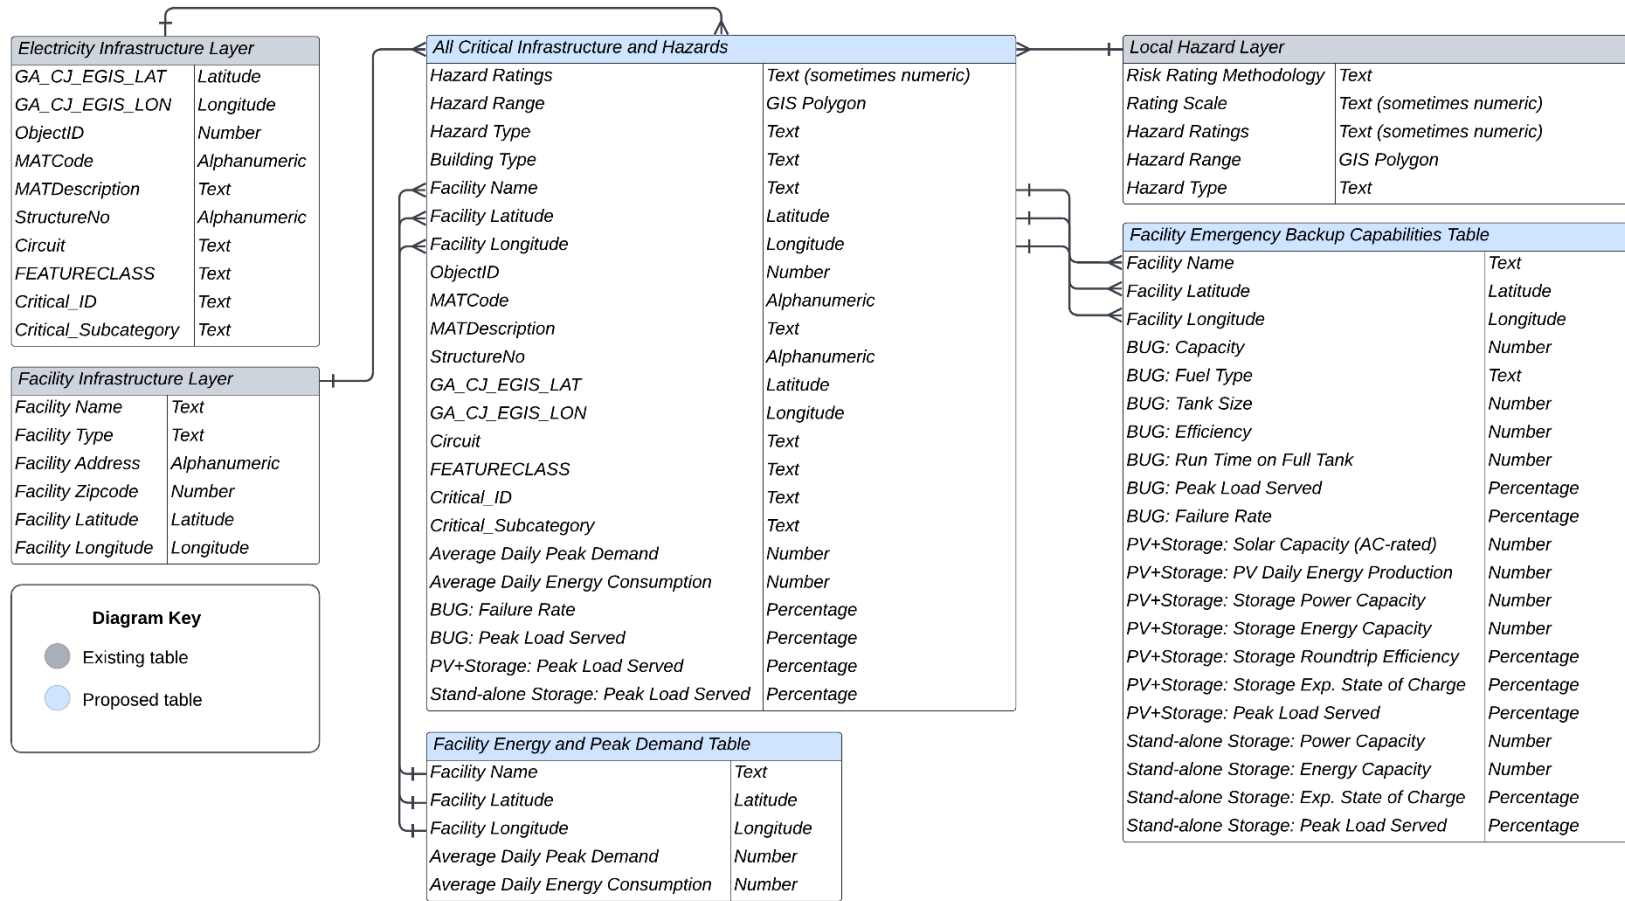 Electricity Infrastructure Layer
GA_CJ_EGIS_LAT Latitude
GA_CJ_EGIS_LON Longitude
ObjectID Number
MATCode Alphanumeric
MATDescription Text
StructureNo Alphanumeric
Circuit Text
FEATURECLASS Text
Critical_ID Text
Critical_Subcategory Text
Facility Infrastructure Layer
Facility Name Text
Facility Type Text
Facility Address Alphanumeric
Facility Zipcode Number
Facility Latitude Latitude
Facility Longitude Longitude
Diagram Key
Existing table
Proposed table
All Critical Infrastructure and Hazards
Hazard Ratings Text (sometimes numeric)
Hazard Range GIS Polygon
Hazard Type Text
Building Type Text
Facility Name Text
Facility Latitude Latitude
Facility Longitude Longitude
ObjectID Number
MATCode Alphanumeric
MATDescription Text
StructureNo Alphanumeric
GA_CJ_EGIS_LAT Latitude
GA_CJ_EGIS_LON Longitude
Circuit Text
FEATURECLASS Text
Critical_ID Text
Critical_Subcategory Text
Average Daily Peak Demand Number
Average Daily Energy Consumption Number
BUG: Failure Rate Percentage
BUG: Peak Load Served Percentage
PV+Storage: Peak Load Served Percentage
Stand-alone Storage: Peak Load Served Percentage
Facility Energy and Peak Demand Table
Facility Name Text
Facility Latitude Latitude
Facility Longitude Longitude
Average Daily Peak Demand Number
Average Daily Energy Consumption Number
Local Hazard Layer
Risk Rating Methodology Text
Rating Scale Text (sometimes numeric)
Hazard Ratings Text (sometimes numeric)
Hazard Range GIS Polygon
Hazard Type Text
Facility Emergency Backup Capabilities Table
Facility Name Text
Facility Latitude Latitude
Facility Longitude Longitude
BUG: Capacity Number
BUG: Fuel Type Text
BUG: Tank Size Number
BUG: Efficiency Number
BUG: Run Time on Full Tank Number
BUG: Peak Load Served Percentage
BUG: Failure Rate Percentage
PV+Storage: Solar Capacity (AC-rated) Number
PV+Storage: PV Daily Energy Production Number
PV+Storage: Storage Power Capacity Number
PV+Storage: Storage Energy Capacity Number
PV+Storage: Storage Roundtrip Efficiency Percentage
PV+Storage: Storage Exp. State of Charge Percentage
PV+Storage: Peak Load Served Percentage
Stand-alone Storage: Power Capacity Number
Stand-alone Storage: Energy Capacity Number
Stand-alone Storage: Exp. State of Charge Percentage
Stand-alone Storage: Peak Load Served Percentage